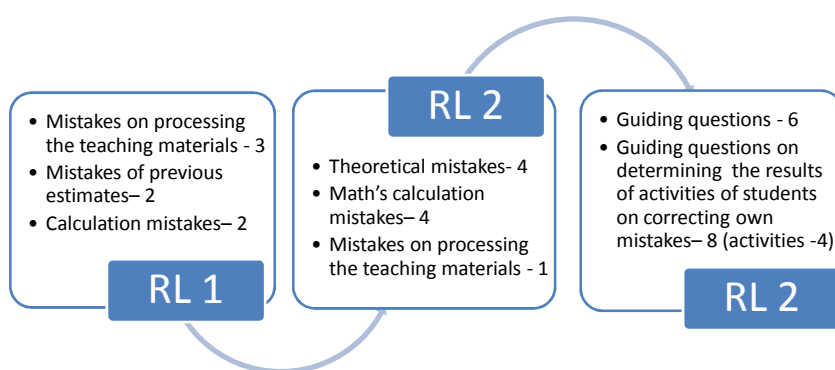 • Mistakes on processing
the teaching materials - 3
• Mistakes of previous
estimates– 2
• Calculation mistakes– 2
RL 1
RL 2
• Theoretical mistakes- 4
• Math’s calculation
mistakes– 4
• Mistakes on processing
the teaching materials - 1
• Guiding questions - 6
• Guiding questions on
determining the results
of activities of students
on correcting own
mistakes– 8 (activities -4)
RL 2